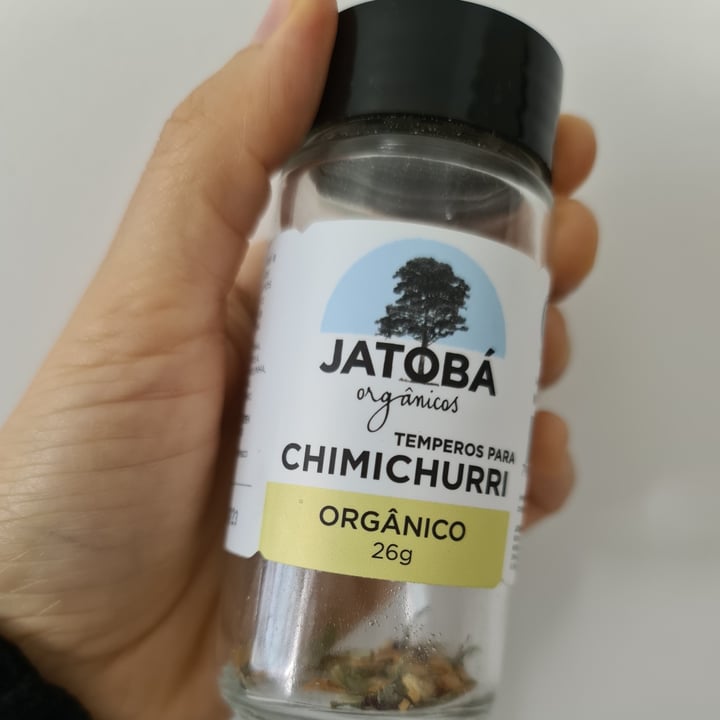 JATOBÁ
orgânicos
TEMPEROS PARA
CHIMICHURRI
ORGÂNICO
26g